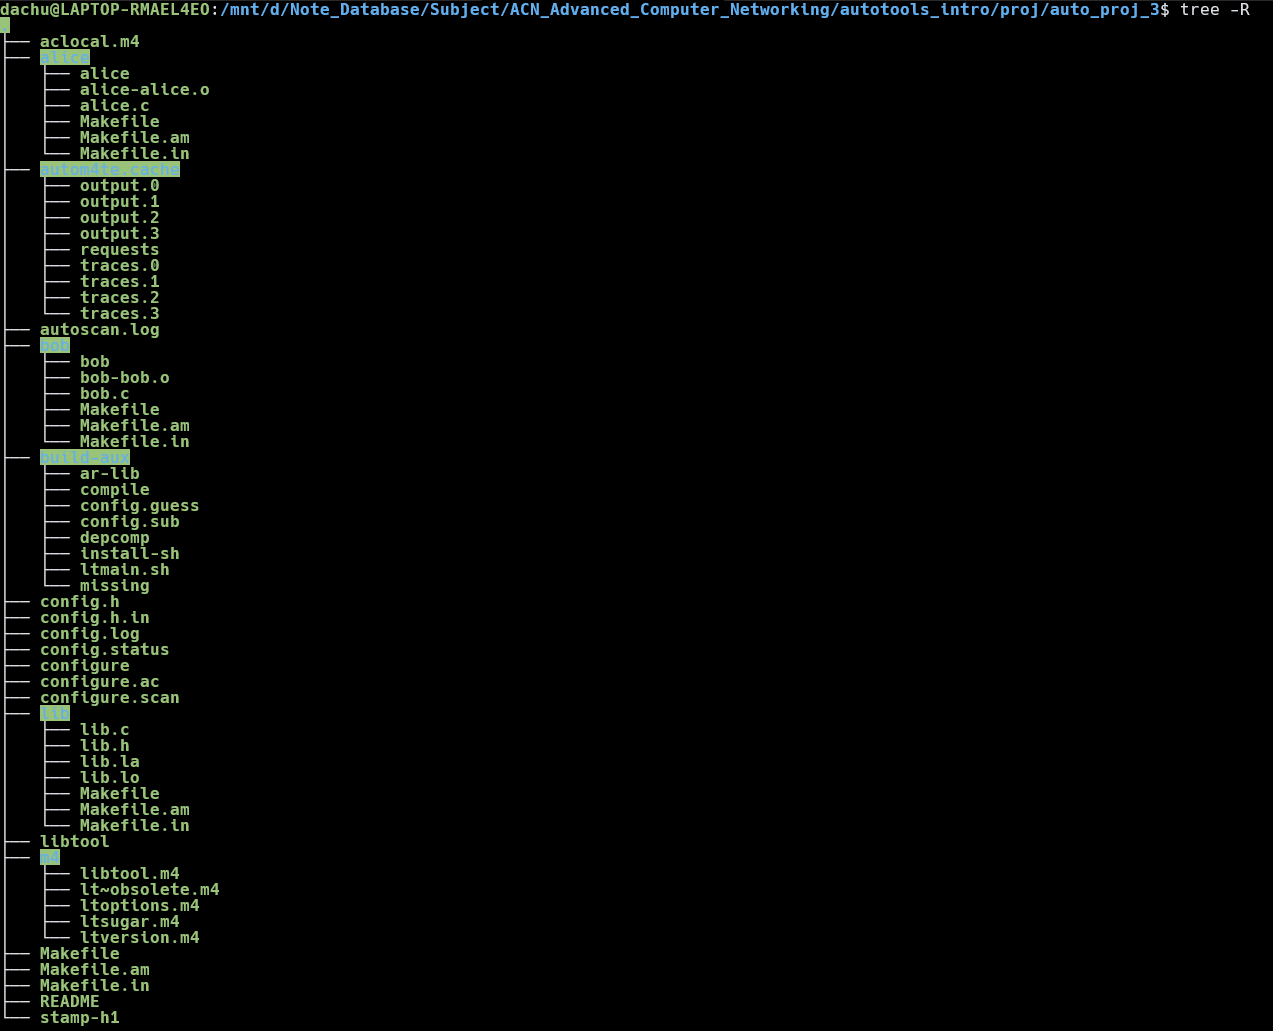 dachu@LAPTOP-RMAEL4EO:/mnt/d/Note_Database/Subject/ACN_Advanced_Computer_Networking/autotools_intro/proj/auto_proj_3$ tree -R
.
├── aclocal.m4
├── alice
│   ├── alice
│   ├── alice-alice.o
│   ├── alice.c
│   ├── Makefile
│   ├── Makefile.am
│   └── Makefile.in
├── autom4te.cache
│   ├── output.0
│   ├── output.1
│   ├── output.2
│   ├── output.3
│   ├── requests
│   ├── traces.0
│   ├── traces.1
│   ├── traces.2
│   └── traces.3
├── autoscan.log
├── bob
│   ├── bob
│   ├── bob-bob.o
│   ├── bob.c
│   ├── Makefile
│   ├── Makefile.am
│   └── Makefile.in
├── build-aux
│   ├── ar-lib
│   ├── compile
│   ├── config.guess
│   ├── config.sub
│   ├── depcomp
│   ├── install-sh
│   ├── ltmain.sh
│   └── missing
├── config.h
├── config.h.in
├── config.log
├── config.status
├── configure
├── configure.ac
├── configure.scan
├── lib
│   ├── lib.c
│   ├── lib.h
│   ├── lib.la
│   ├── lib.lo
│   ├── Makefile
│   ├── Makefile.am
│   └── Makefile.in
├── libtool
├── m4
│   ├── libtool.m4
│   ├── lt~obsolete.m4
│   ├── ltoptions.m4
│   ├── ltsugar.m4
│   └── ltversion.m4
├── Makefile
├── Makefile.am
├── Makefile.in
├── README
└── stamp-h1